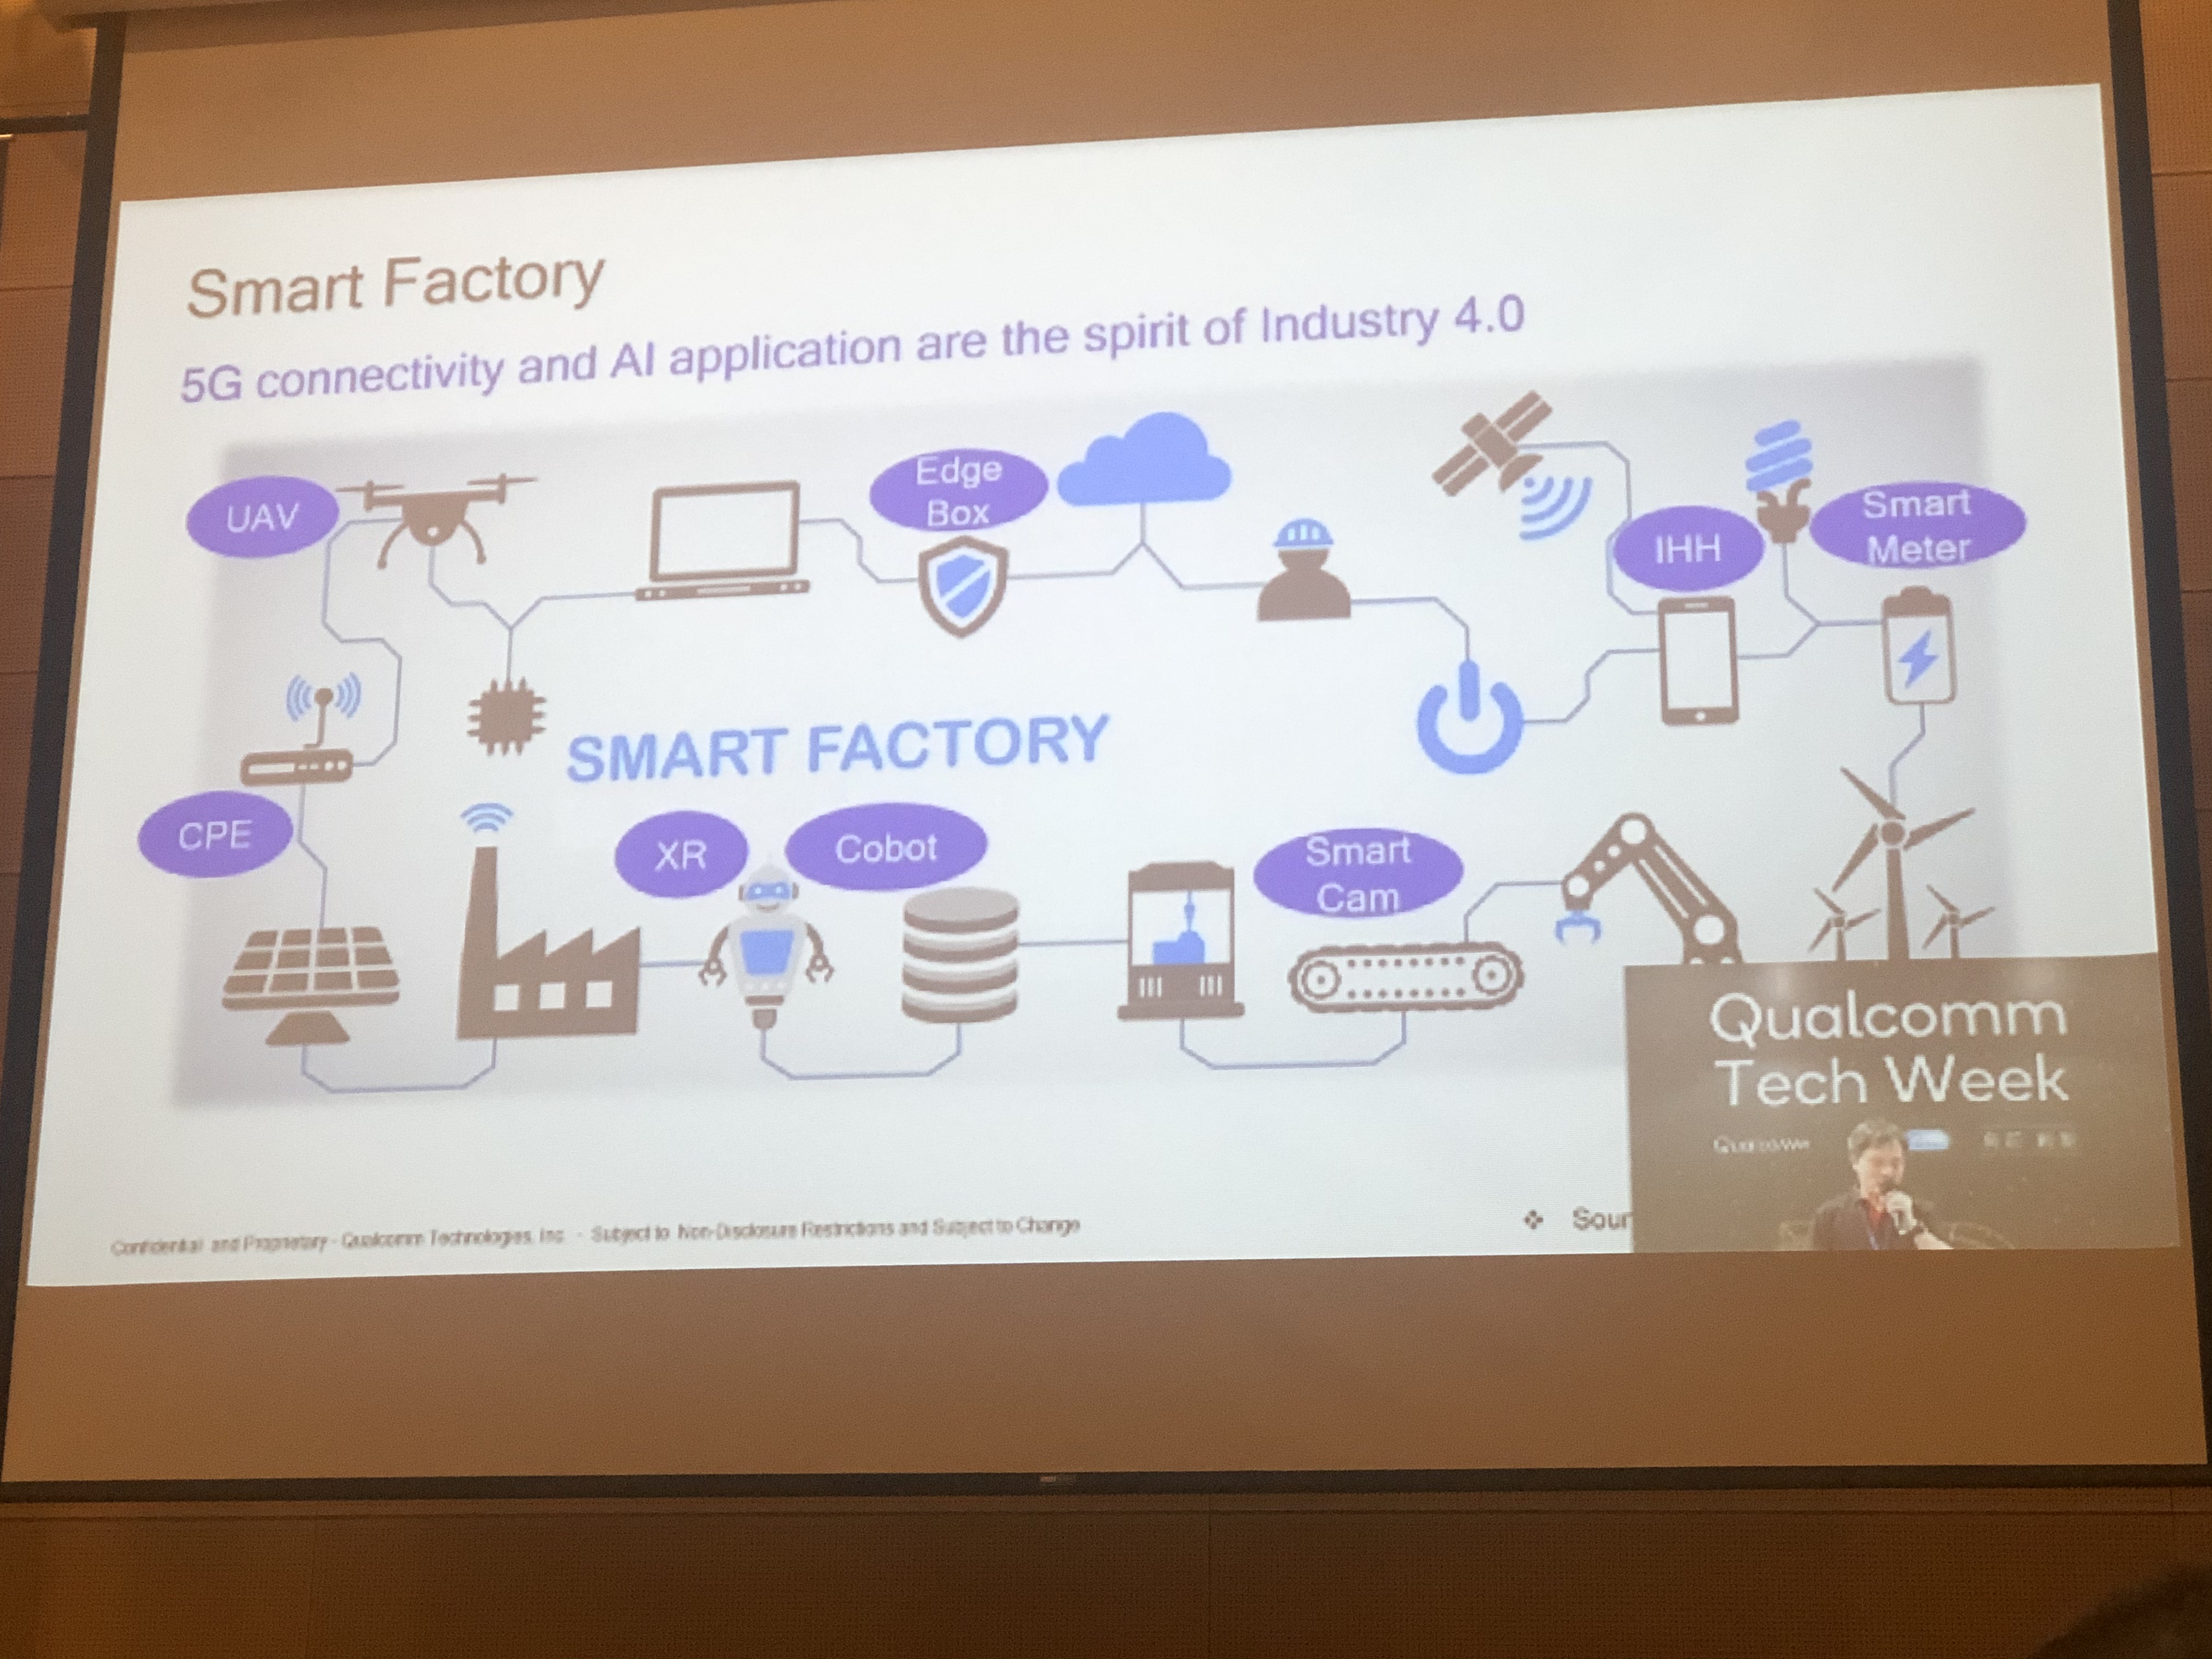 Smart Factory
5G connectivity and AI application are the spirit of Industry 4.0
UAV
Edge
Box
IHH
Smart
Meter
SMART FACTORY
CPE
XR
Cobot
Smart
Cam
Qualcomm
Tech Week
Qualcomm
Confidential and Proprietary - Qualcomm Technologies, Inc. - Subject to Non-Disclosure Restrictions and Subject to Change
❖ Sour